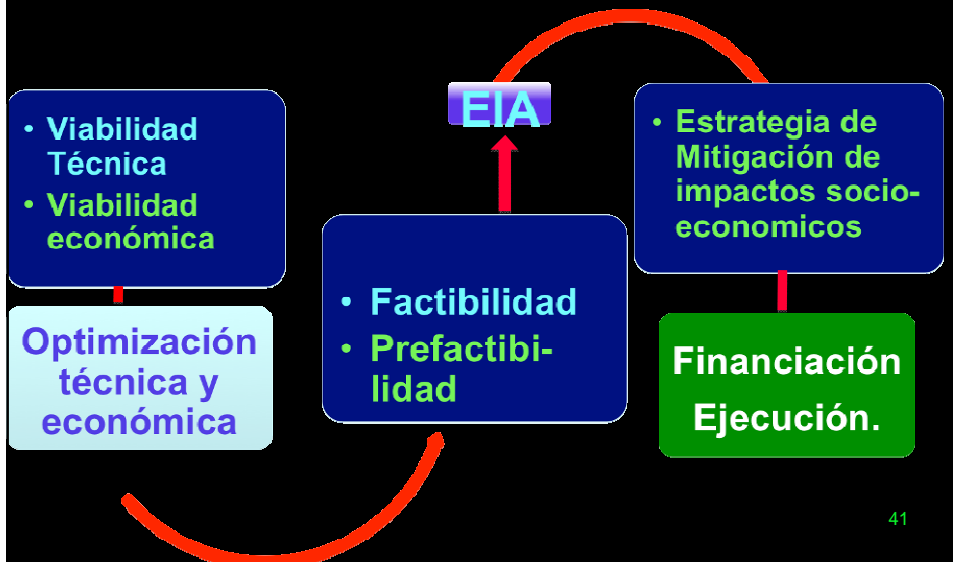 • Viabilidad
Técnica
• Viabilidad
económica
Optimización
técnica y
económica
• Factibilidad
• Prefactibi-
lidad
EIA
• Estrategia de
Mitigación de
impactos socio-
economicos
Financiación
Ejecución.
41